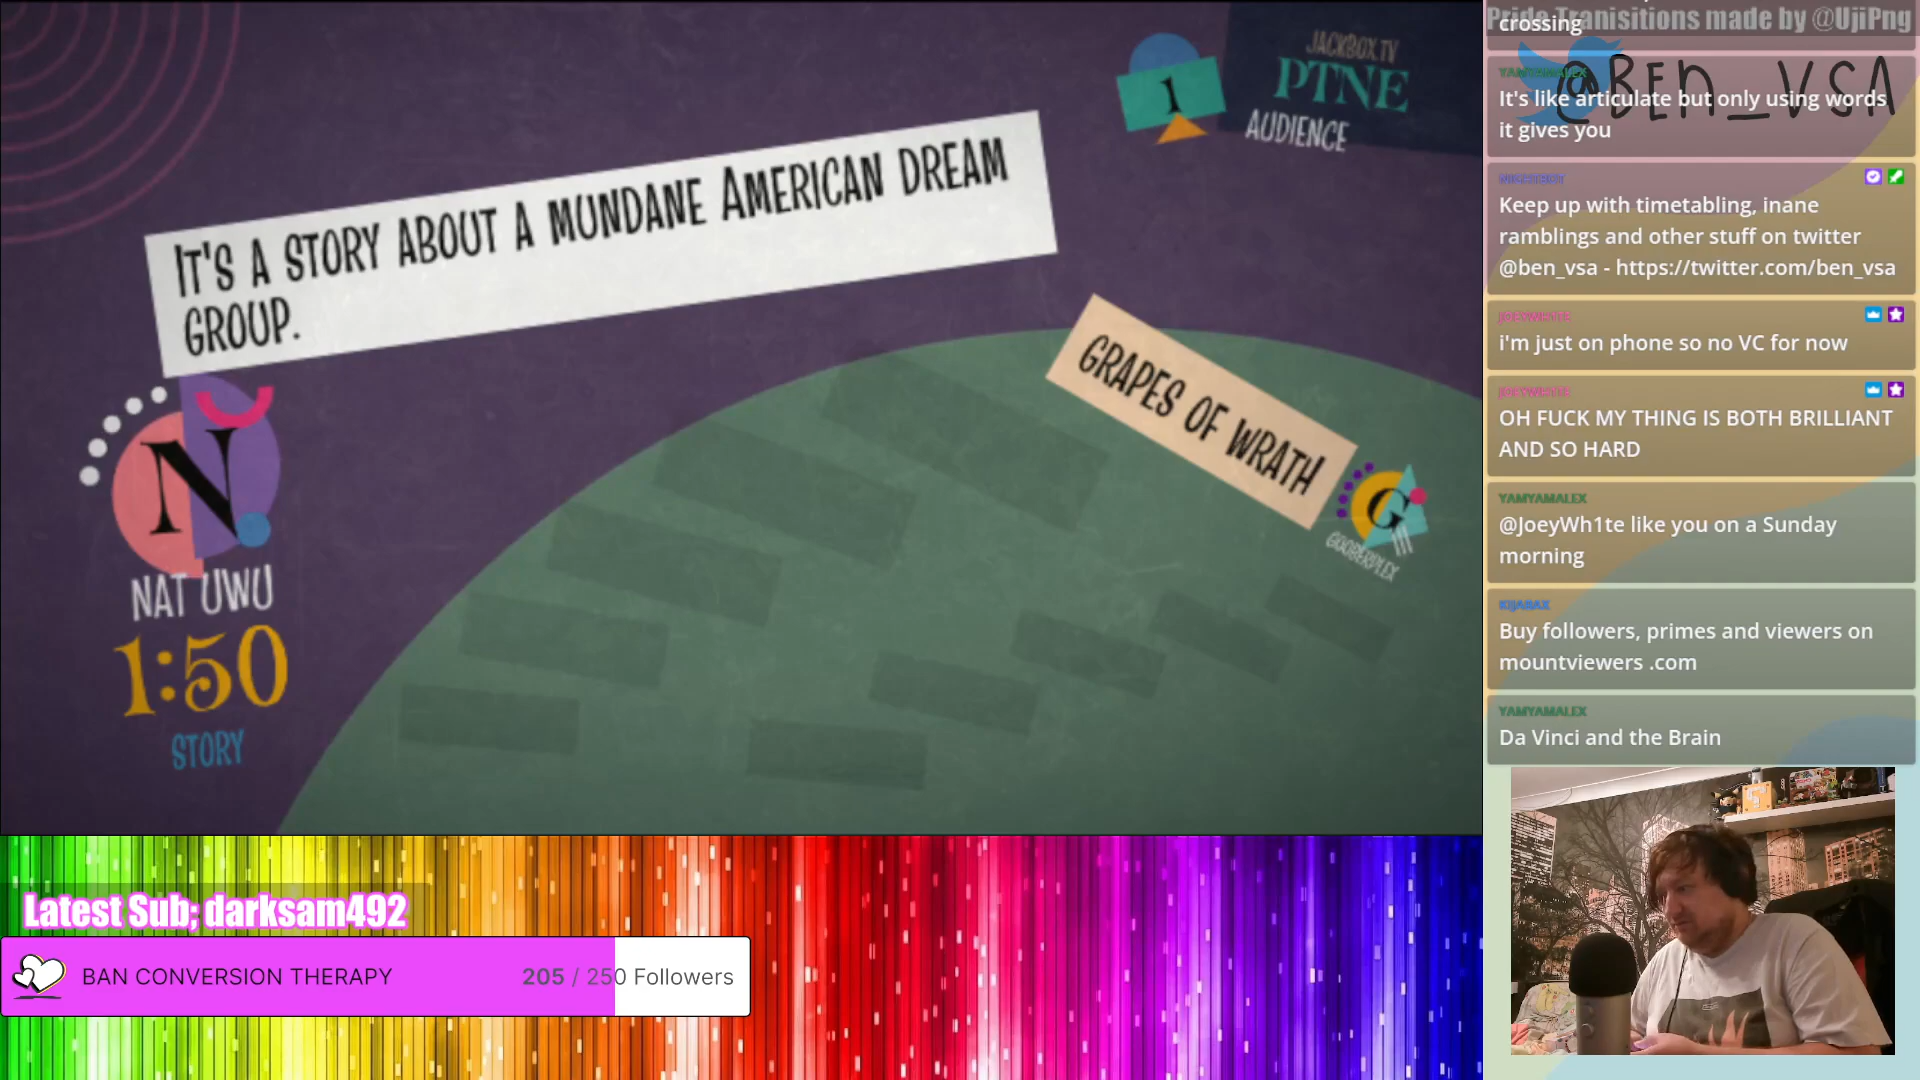 IT'S A STORY ABOUT A MUNDANE AMERICAN DREAM
GROUP.
N
NAT UWU
1:50
STORY
1
JACKBOX.TV
PTNE
AUDIENCE
GRAPES OF WRATH
G
GOOBERPLEX
Pride Tranisitions made by @UjiPng
crossing
@BEN_VSA
YAMYAMALEX
It's like articulate but only using words
it gives you
NIGHTBOT
Keep up with timetabling, inane
ramblings and other stuff on twitter
@ben_vsa - https://twitter.com/ben_vsa
JOEYWH1TE
i'm just on phone so no VC for now
JOEYWH1TE
OH FUCK MY THING IS BOTH BRILLIANT
AND SO HARD
YAMYAMALEX
@JoeyWh1te like you on a Sunday
morning
KIJARAX
Buy followers, primes and viewers on
mountviewers .com
YAMYAMALEX
Da Vinci and the Brain
Latest Sub; darksam492
BAN CONVERSION THERAPY
205 / 250 Followers